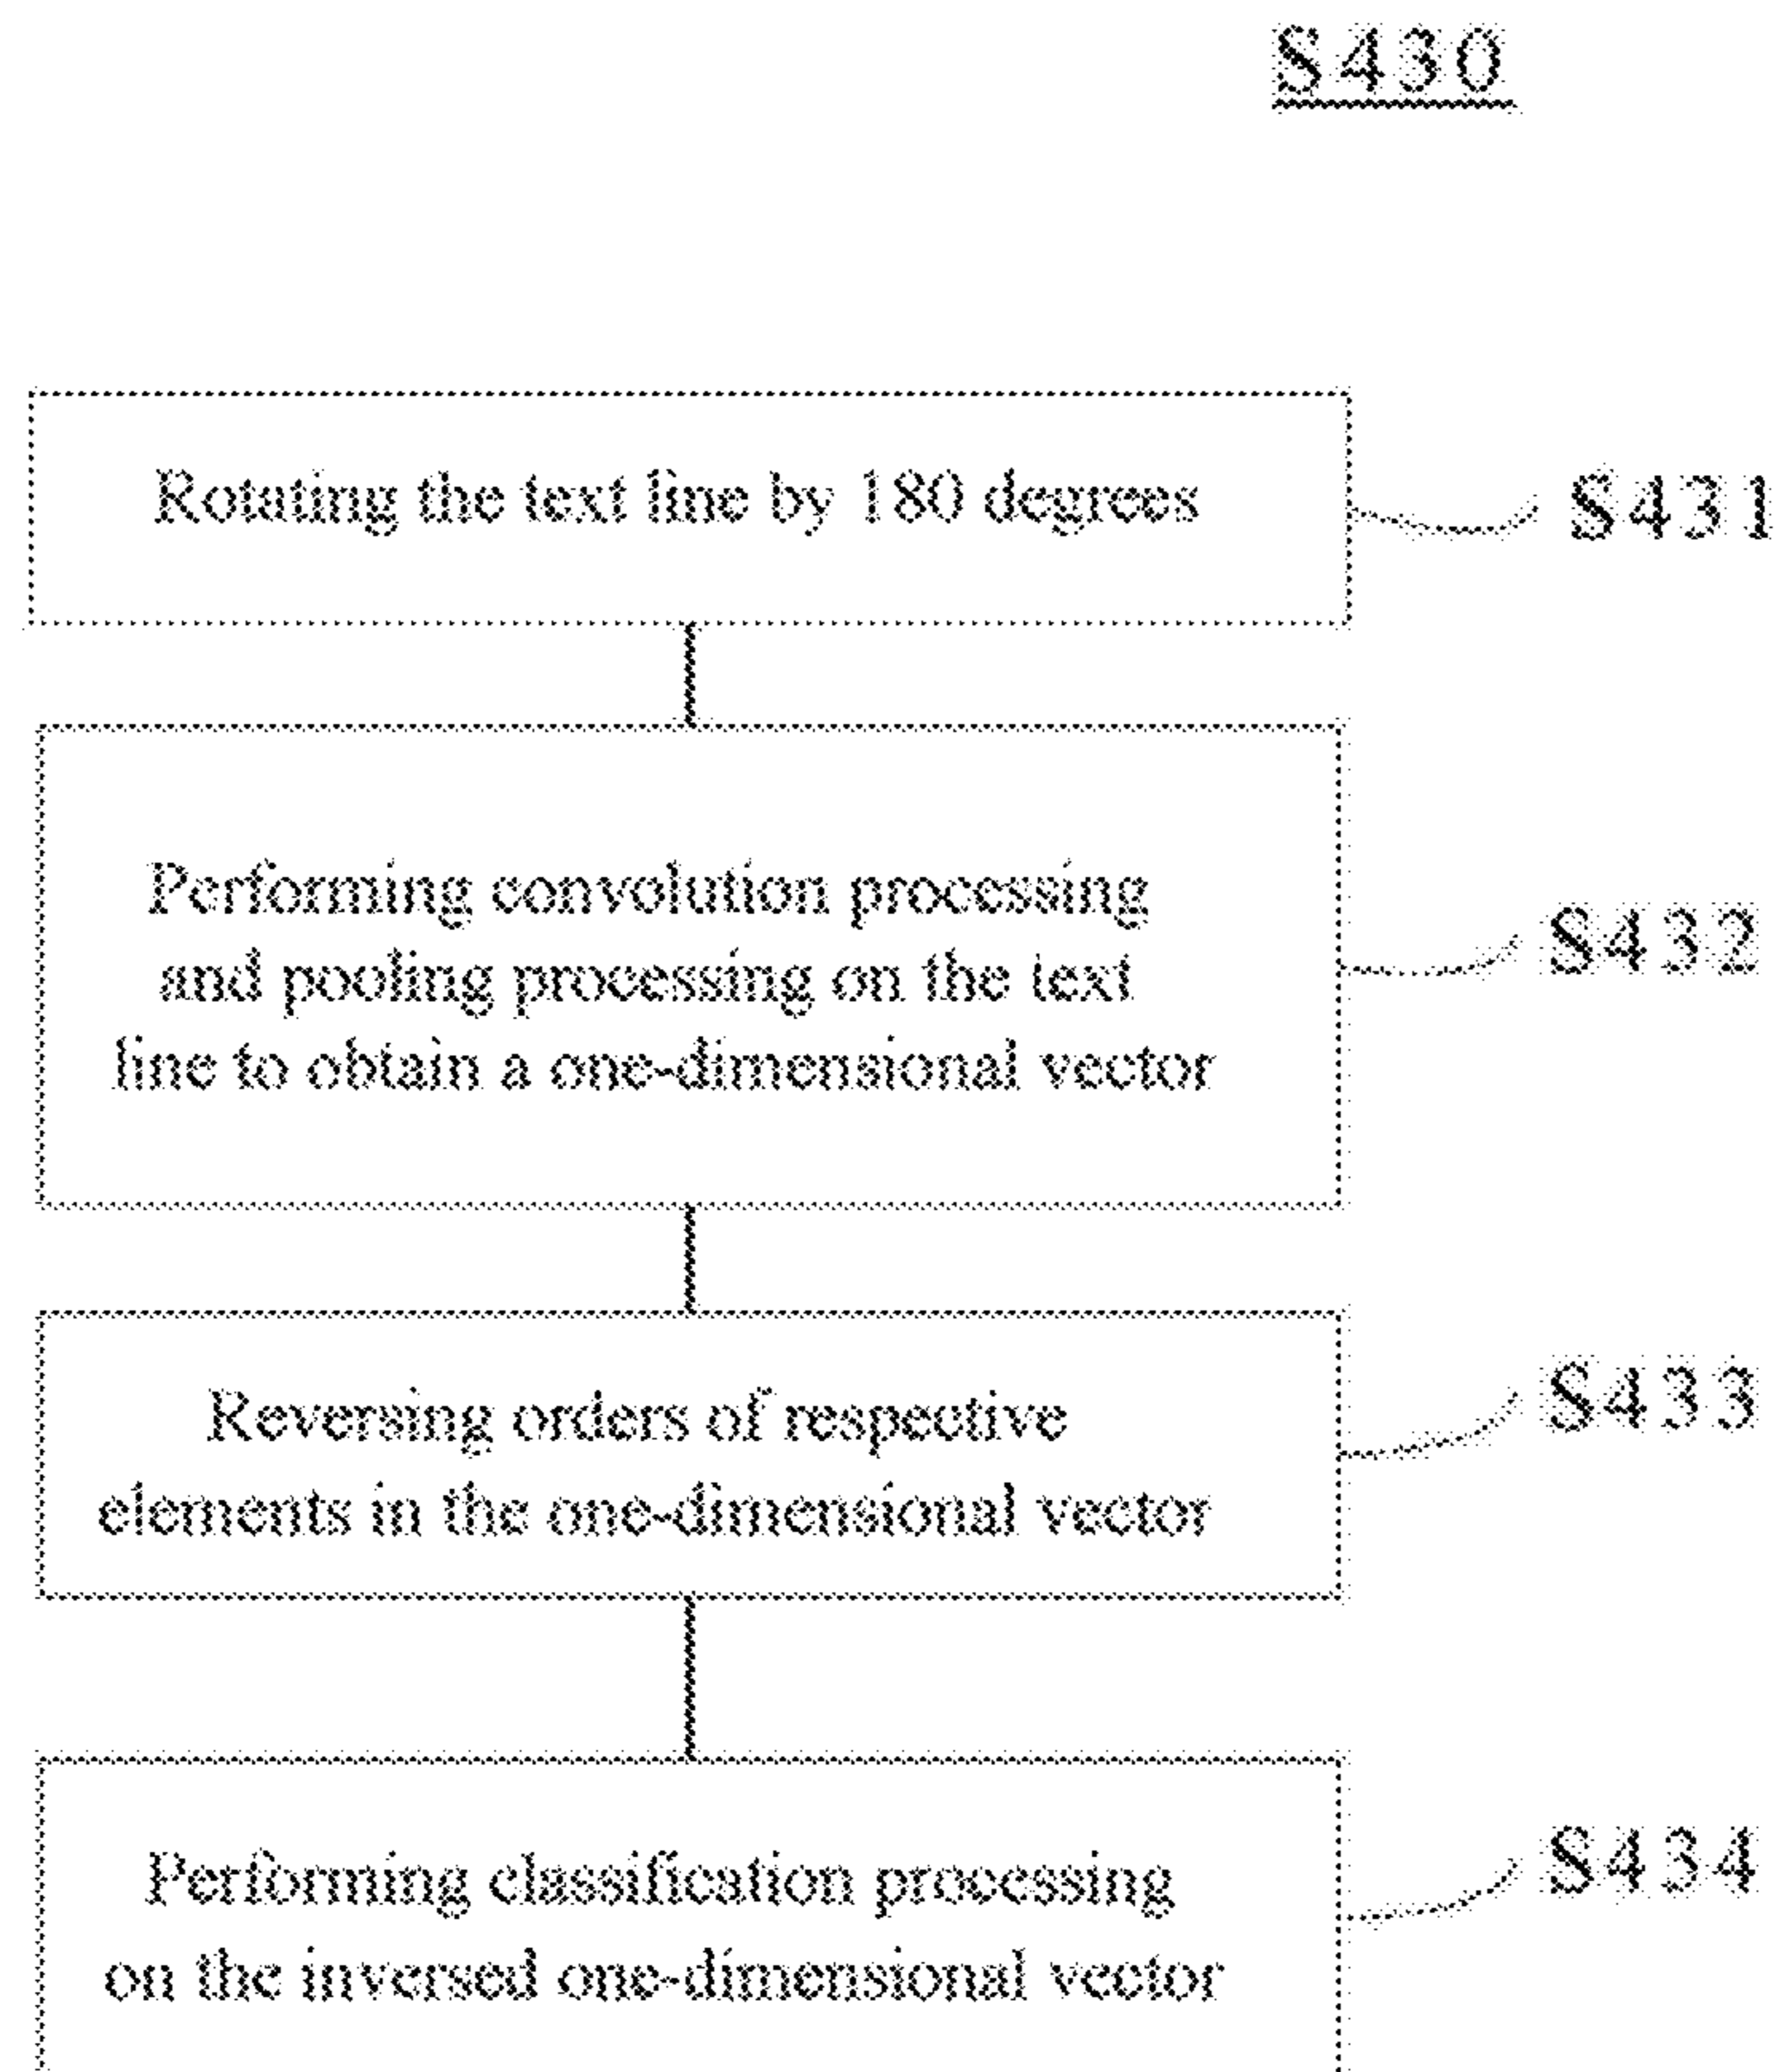 S430
Rotating the text line by 180 degrees
S431
Performing convolution processing
and pooling processing on the text
line to obtain a one-dimensional vector
S432
Reversing orders of respective
elements in the one-dimensional vector
S433
Performing classification processing
on the inversed one-dimensional vector
S434